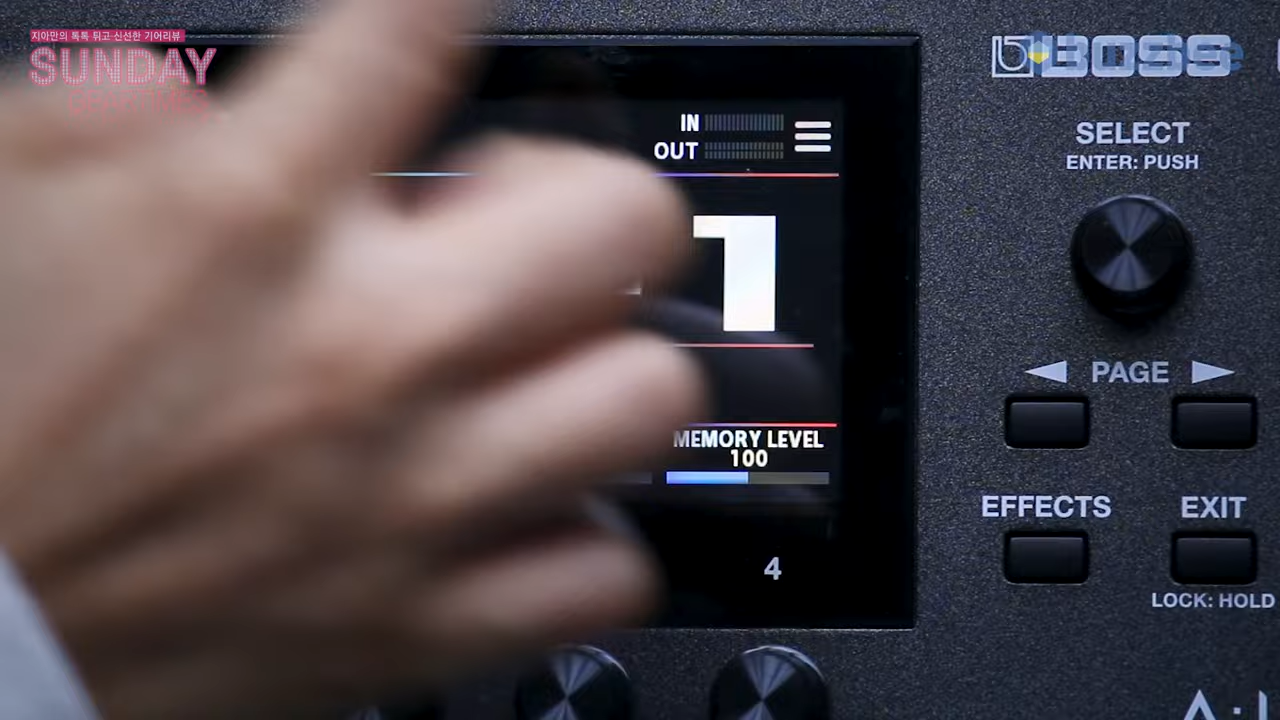 지아만의 톡톡 튀고 신선한 기어리뷰
SUNDAY
BOSS
IN
OUT
SELECT
ENTER: PUSH
1
PAGE
MEMORY LEVEL
100
EFFECTS
EXIT
4
LOCK: HOLD